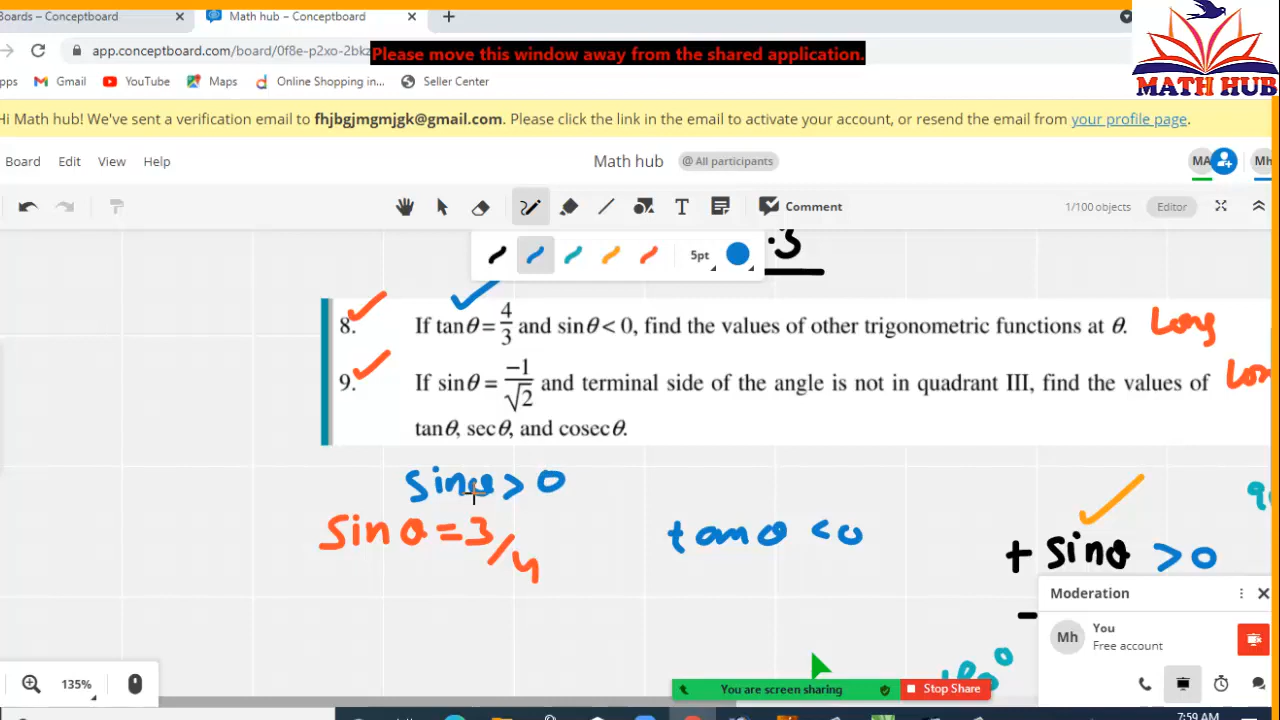 Boards – Conceptboard
Math hub – Conceptboard
app.conceptboard.com/board/0f8e-p2xo-2bkz
Please move this window away from the shared application.
MATH HUB
pps
Gmail
YouTube
Maps
Online Shopping in...
Seller Center
Hi Math hub! We've sent a verification email to fhjbgjmgmjgk@gmail.com. Please click the link in the email to activate your account, or resend the email from your profile page.
Board Edit View Help
Math hub
@ All participants
MA
Mh
Comment
1/100 objects
Editor
5pt
.3
8. If tanθ = 4/3 and sinθ < 0, find the values of other trigonometric functions at θ. Long
9. If sinθ = -1/√2 and terminal side of the angle is not in quadrant III, find the values of
tanθ, secθ, and cosecθ.
sinθ > 0
sinθ = 3/4
tanθ < 0
+ sinθ > 0
Moderation
Mh
You
Free account
135%
You are screen sharing
Stop Share
7:59 AM